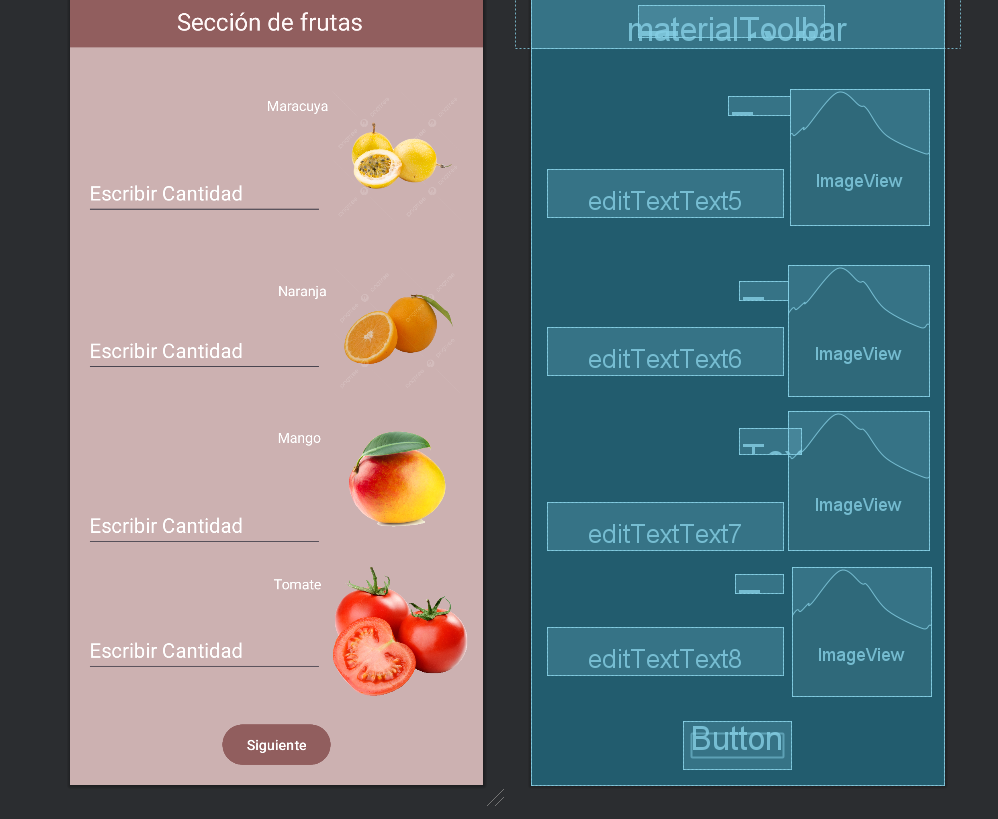 Sección de frutas
Maracuya
Escribir Cantidad
Naranja
Escribir Cantidad
Mango
Escribir Cantidad
Tomate
Escribir Cantidad
Siguiente
materialToolbar
ImageView
editTextText5
ImageView
editTextText6
ImageView
editTextText7
ImageView
editTextText8
Button